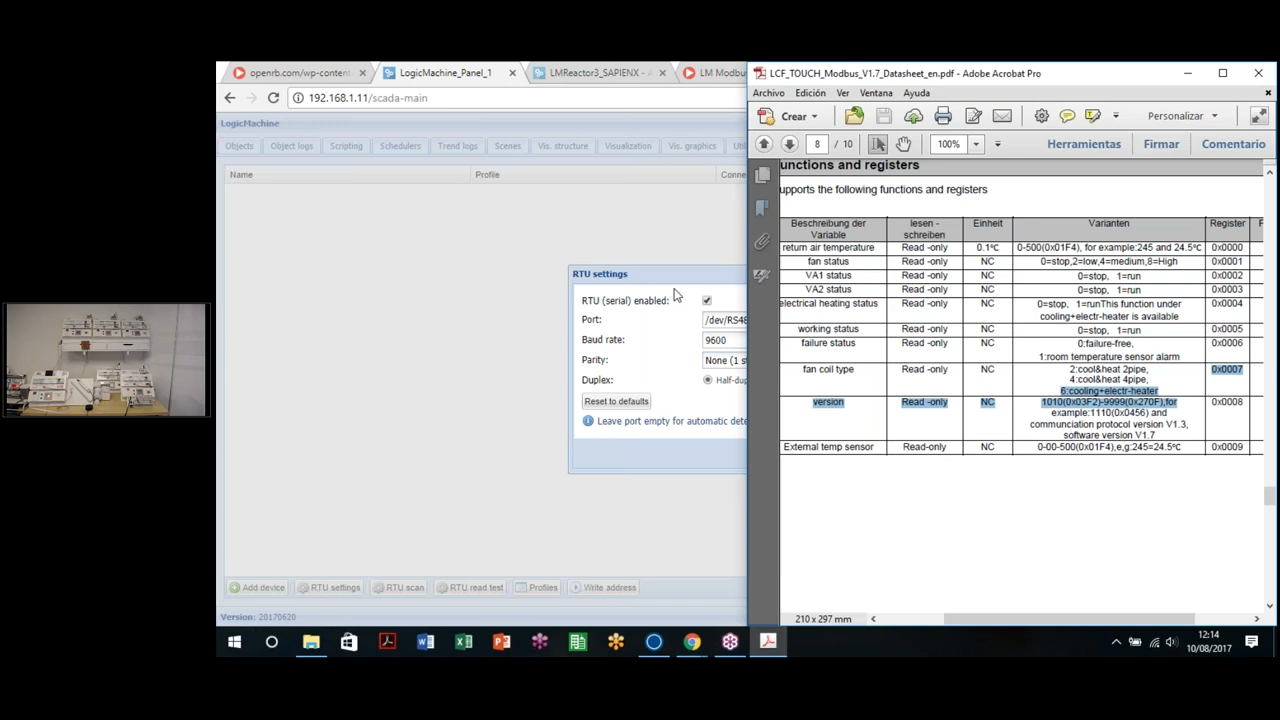 openrb.com/wp-content
LogicMachine_Panel_1
LMReactor3_SAPIENX - A
LM Modbu
192.168.1.11/scada-main
LogicMachine
Objects
Object logs
Scripting
Schedulers
Trend logs
Scenes
Vis. structure
Visualization
Vis. graphics
Uti
Name
Profile
Conne
RTU settings
RTU (serial) enabled:
Port:
/dev/RS48
Baud rate:
9600
Parity:
None (1 s
Duplex:
Half-dup
Reset to defaults
Leave port empty for automatic dete
Add device
RTU settings
RTU scan
RTU read test
Profiles
Write address
Version: 20170620
LCF_TOUCH_Modbus_V1.7_Datasheet_en.pdf - Adobe Acrobat Pro
Archivo Edición Ver Ventana Ayuda
Crear
Personalizar
8 / 10
100%
Herramientas
Firmar
Comentario
unctions and registers
upports the following functions and registers
Beschreibung der
Variable
lesen -
schreiben
Einheit
Varianten
Register
return air temperature Read -only 0.1℃ 0-500(0x01F4), for example:245 and 24.5℃ 0x0000
fan status Read -only NC 0=stop,2=low,4=medium,8=High 0x0001
VA1 status Read -only NC 0=stop, 1=run 0x0002
VA2 status Read -only NC 0=stop, 1=run 0x0003
electrical heating status Read -only NC 0=stop, 1=runThis function under 0x0004
cooling+electr-heater is available
working status Read -only NC 0=stop, 1=run 0x0005
failure status Read -only NC 0:failure-free, 0x0006
1:room temperature sensor alarm
fan coil type Read -only NC 2:cool&heat 2pipe, 0x0007
4:cool&heat 4pipe,
6:cooling+electr-heater
version Read -only NC 1010(0x03F2)-9999(0x270F),for 0x0008
example:1110(0x0456) and
communciation protocol version V1.3,
software version V1.7
External temp sensor Read-only NC 0-00-500(0x01F4),e,g:245=24.5℃ 0x0009
210 x 297 mm
12:14
10/08/2017